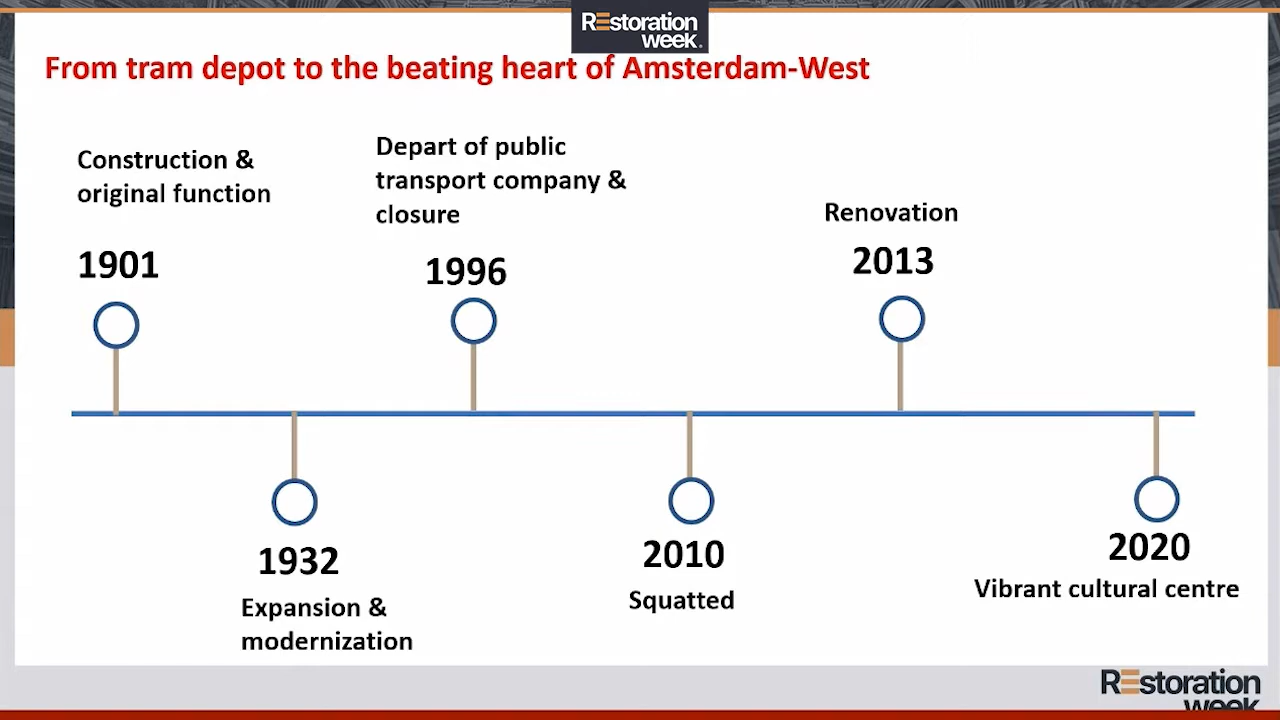 REstoration
week.
From tram depot to the beating heart of Amsterdam-West
Construction &
original function
1901
Depart of public
transport company &
closure
1996
Renovation
2013
1932
Expansion &
modernization
2010
Squatted
2020
Vibrant cultural centre
REstoration
week